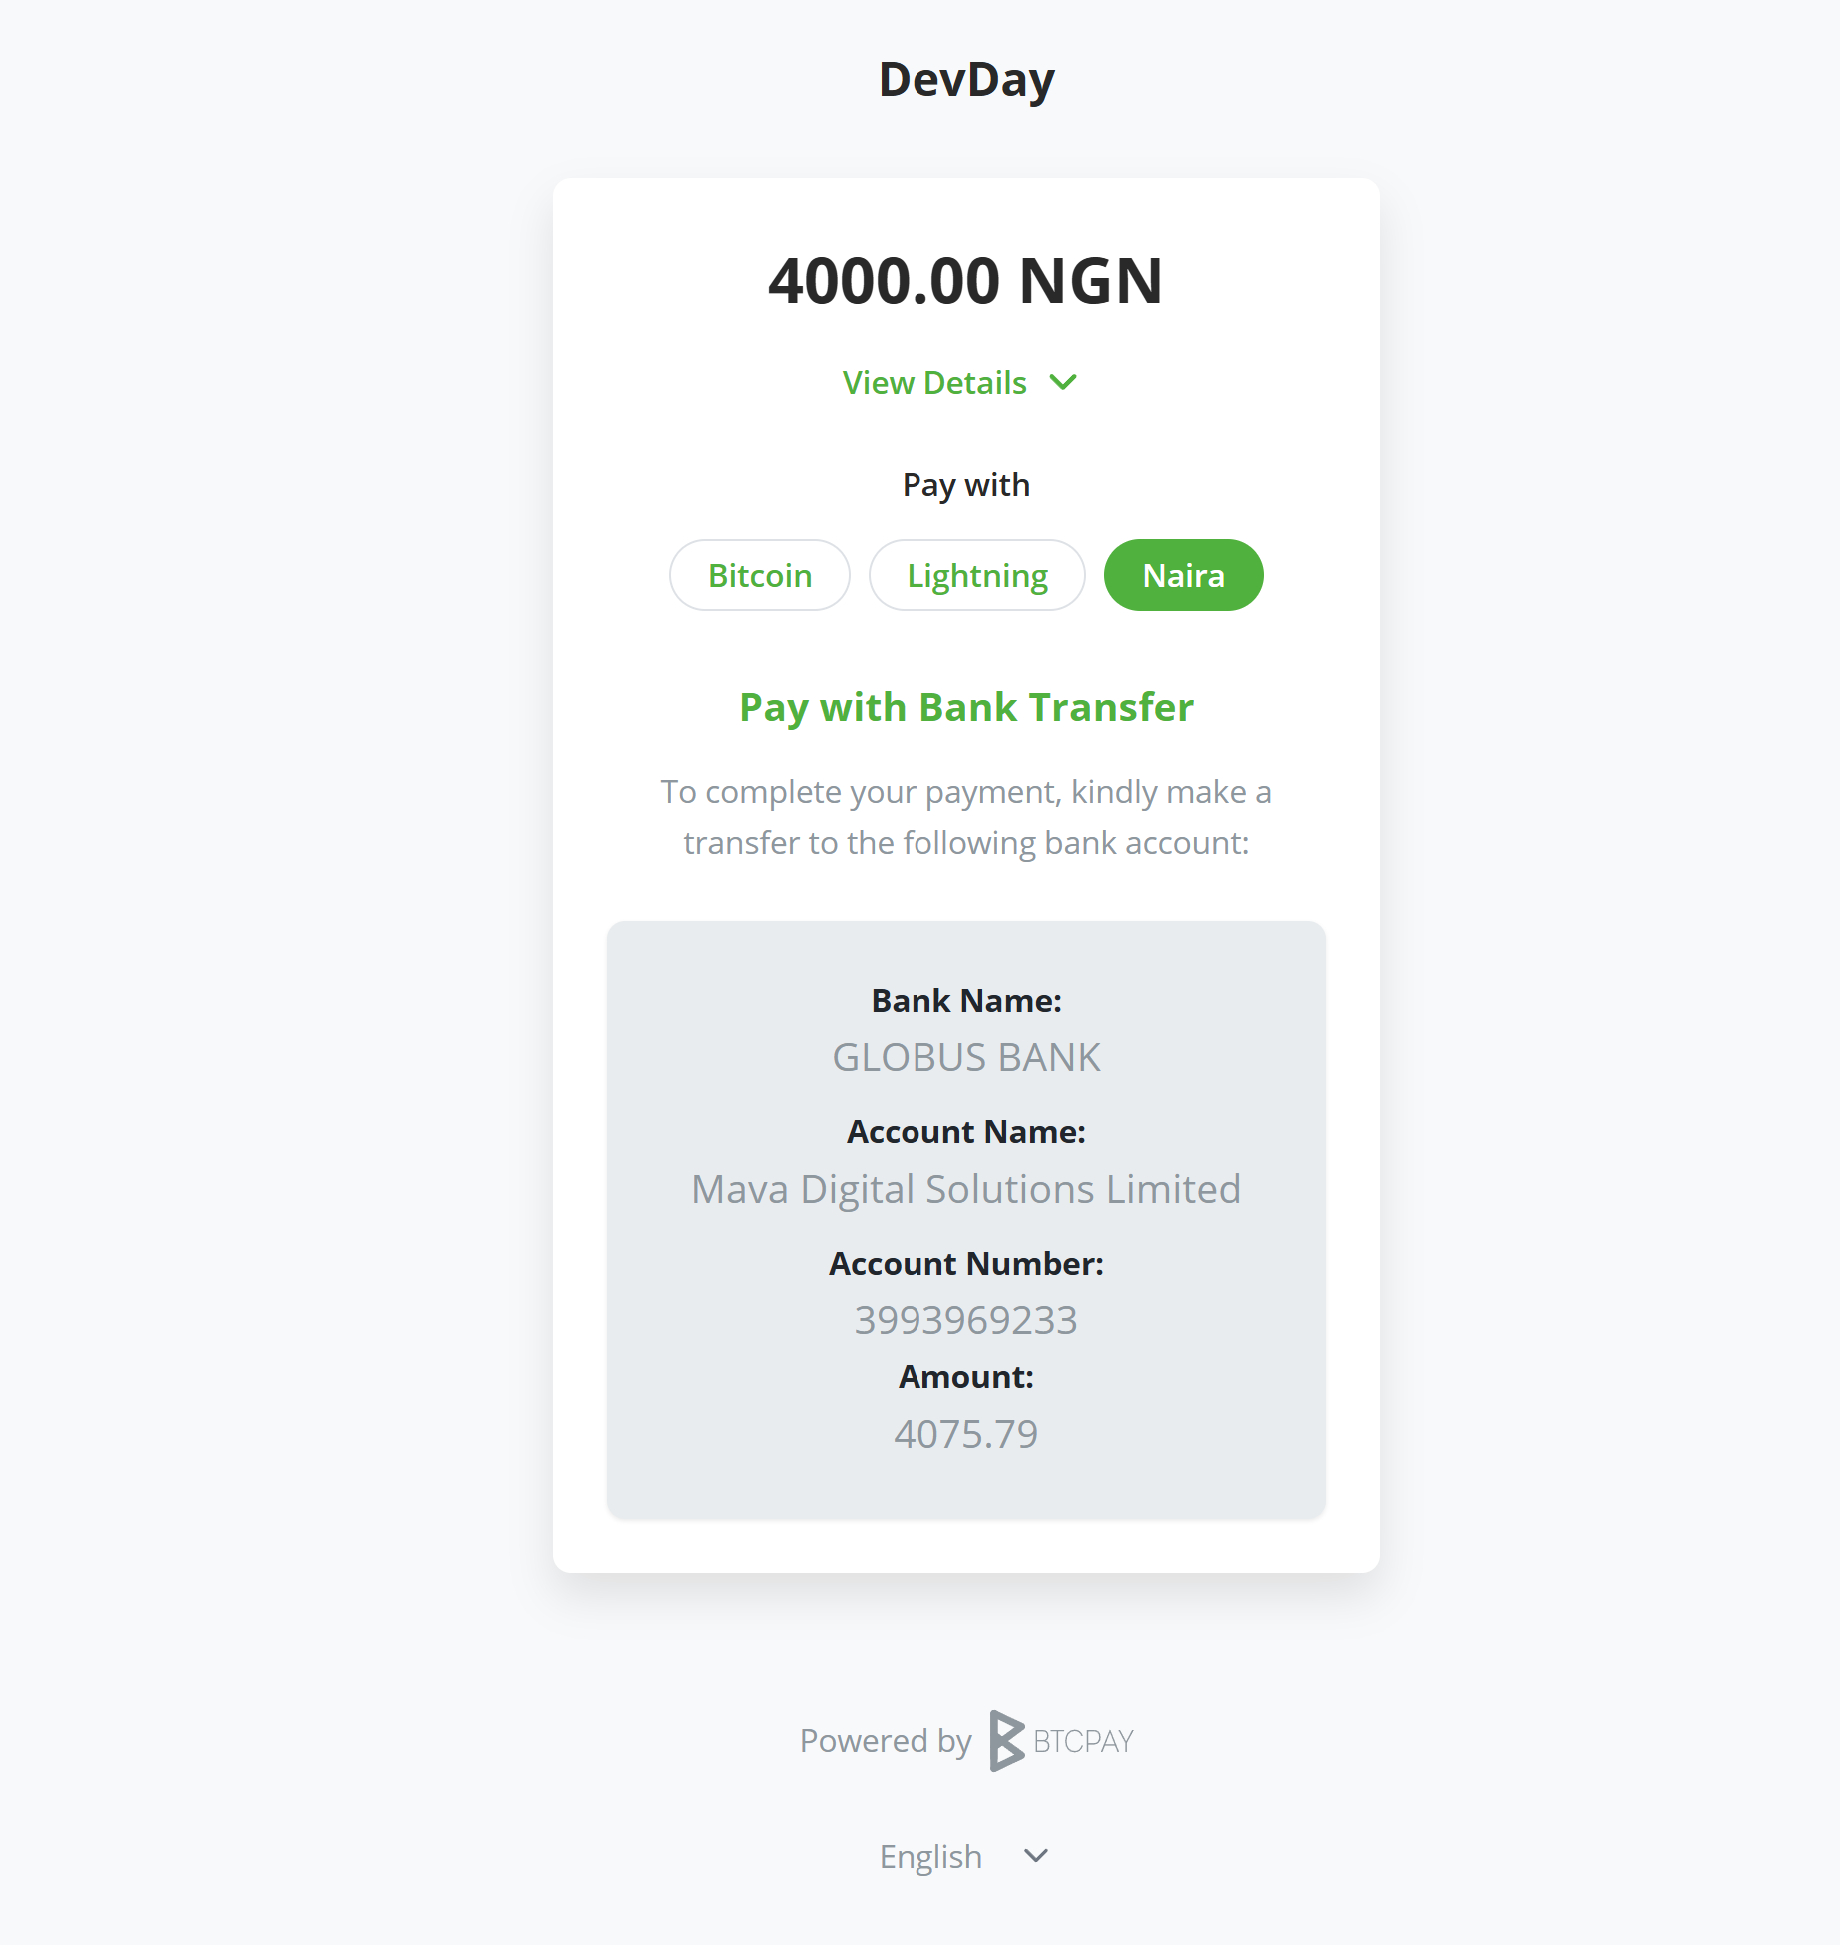 DevDay
4000.00 NGN
View Details
Pay with
Bitcoin Lightning Naira
Pay with Bank Transfer
To complete your payment, kindly make a
transfer to the following bank account:
Bank Name:
GLOBUS BANK
Account Name:
Mava Digital Solutions Limited
Account Number:
3993969233
Amount:
4075.79
Powered by BTCPAY
English